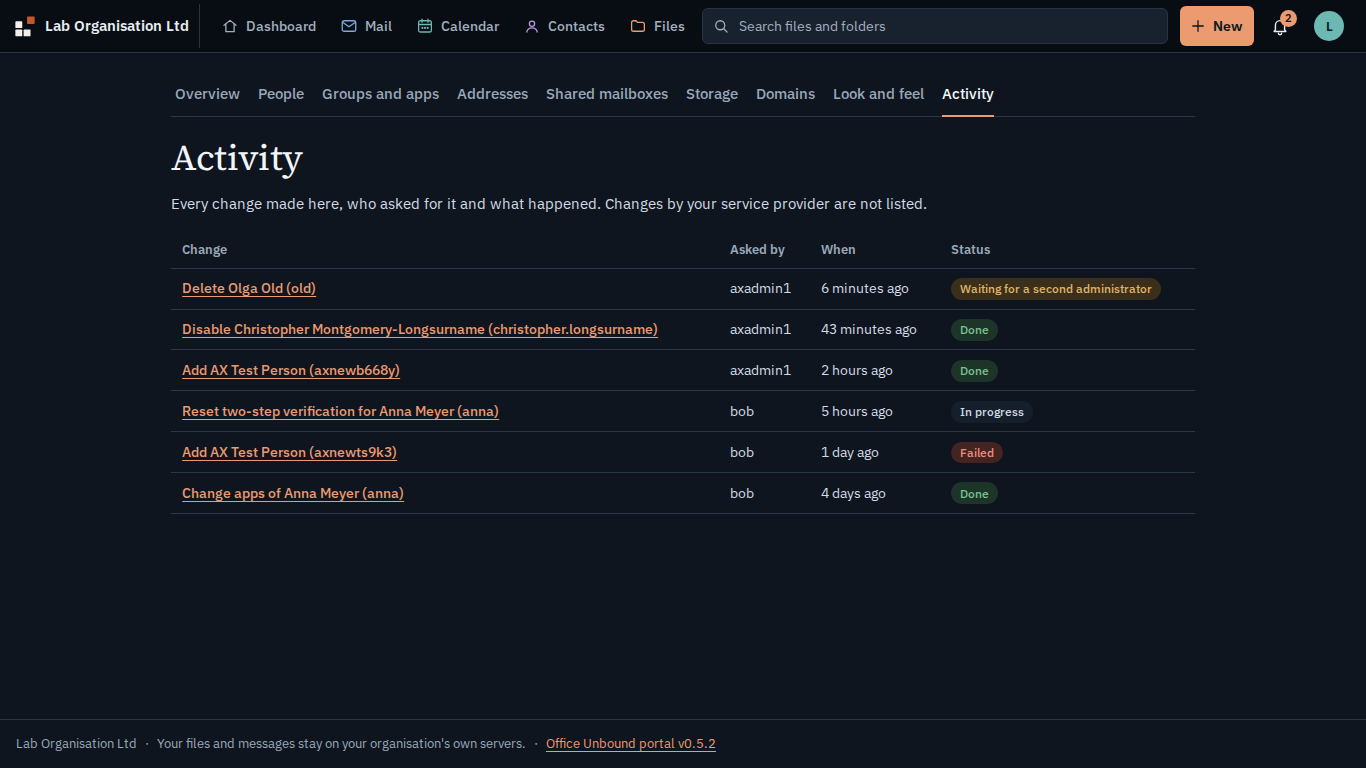 Lab Organisation Ltd Dashboard Mail Calendar Contacts Files Search files and folders New 2 L
Overview People Groups and apps Addresses Shared mailboxes Storage Domains Look and feel Activity
Activity
Every change made here, who asked for it and what happened. Changes by your service provider are not listed.
Change Asked by When Status
Delete Olga Old (old) axadmin1 6 minutes ago Waiting for a second administrator
Disable Christopher Montgomery-Longsurname (christopher.longsurname) axadmin1 43 minutes ago Done
Add AX Test Person (axnewb668y) axadmin1 2 hours ago Done
Reset two-step verification for Anna Meyer (anna) bob 5 hours ago In progress
Add AX Test Person (axnewts9k3) bob 1 day ago Failed
Change apps of Anna Meyer (anna) bob 4 days ago Done
Lab Organisation Ltd · Your files and messages stay on your organisation's own servers. · Office Unbound portal v0.5.2